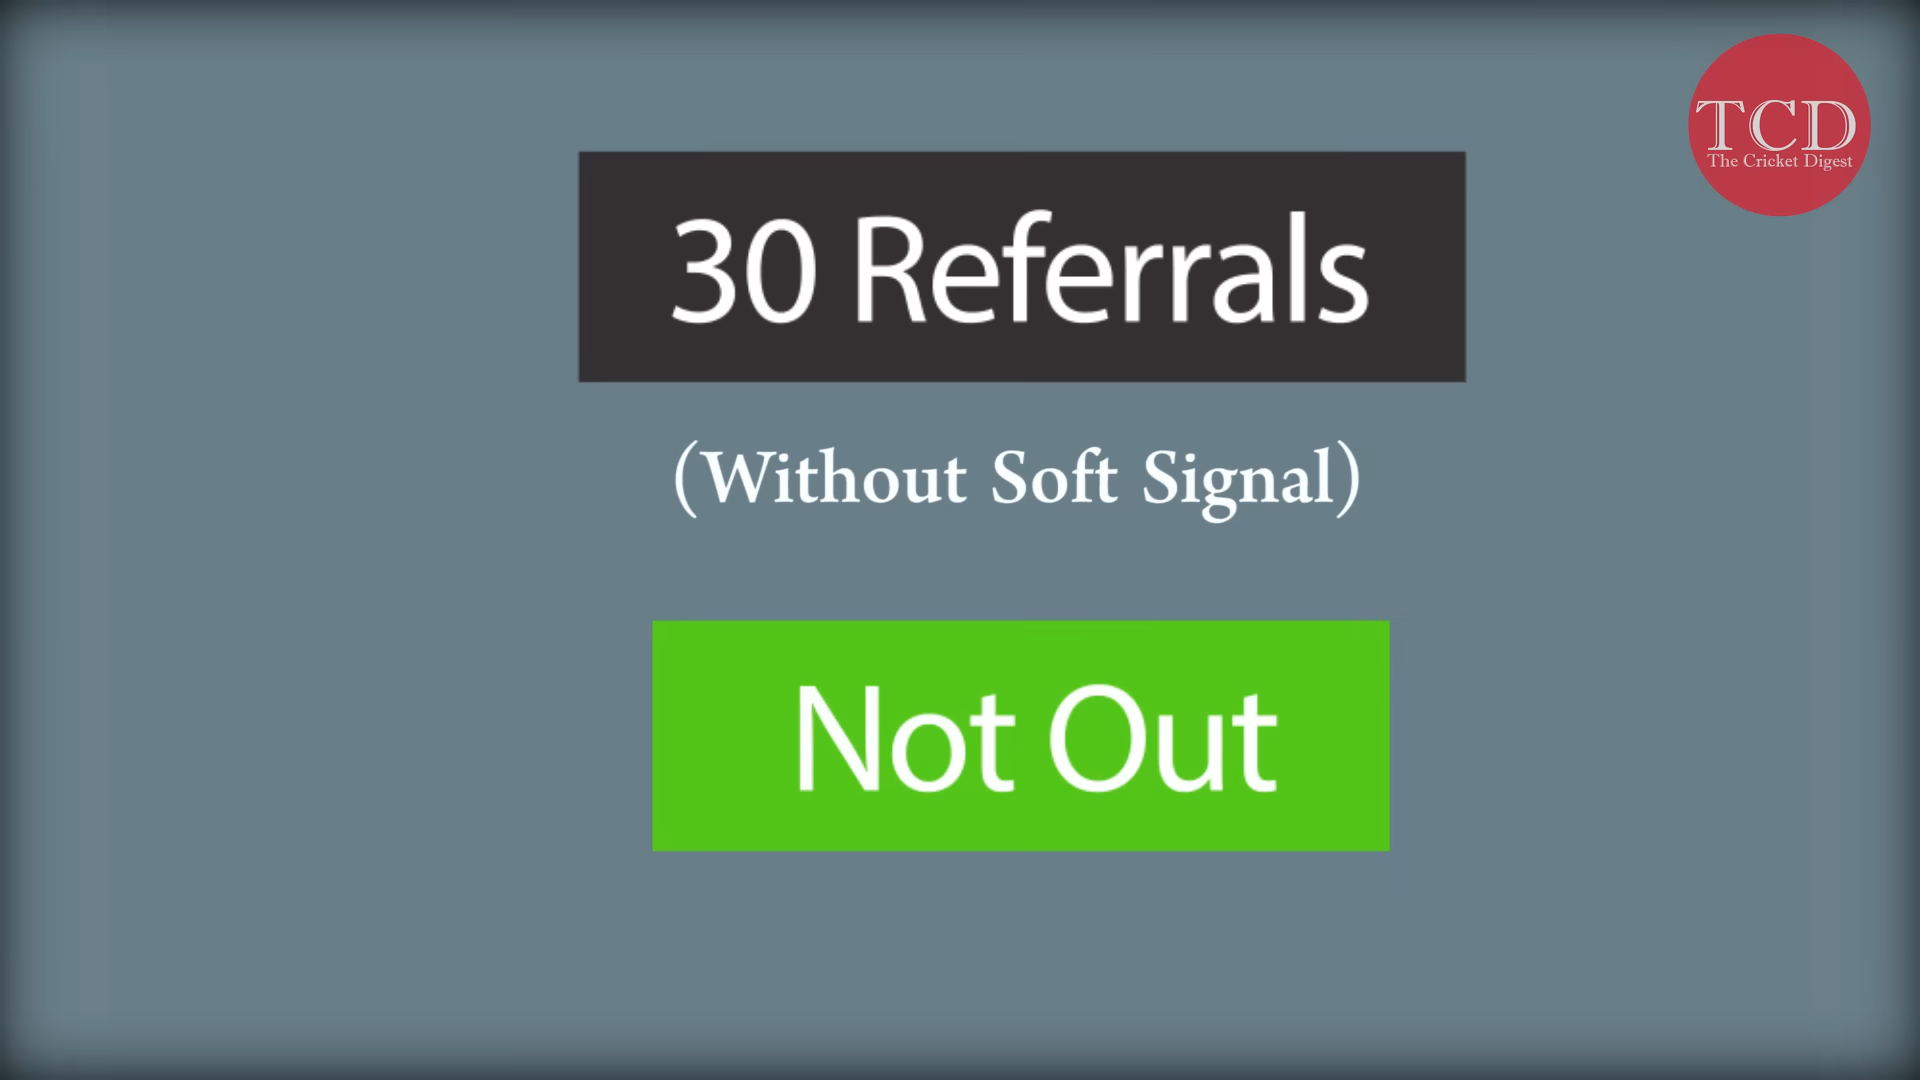 TCD
The Cricket Digest
30 Referrals
(Without Soft Signal)
Not Out